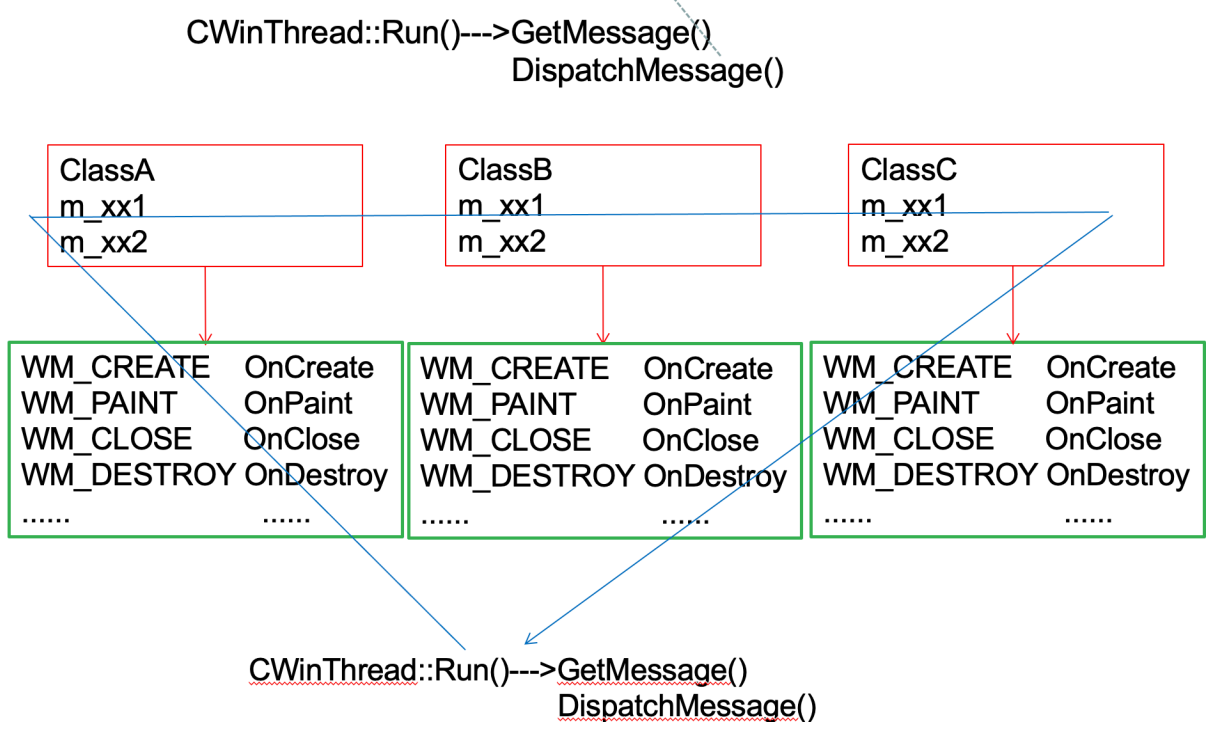 CWinThread::Run()--->GetMessage()
DispatchMessage()
ClassA
m_xx1
m_xx2
ClassB
m_xx1
m_xx2
ClassC
m_xx1
m_xx2
WM_CREATE OnCreate
WM_PAINT OnPaint
WM_CLOSE OnClose
WM_DESTROY OnDestroy
...... ......
WM_CREATE OnCreate
WM_PAINT OnPaint
WM_CLOSE OnClose
WM_DESTROY OnDestroy
...... ......
WM_CREATE OnCreate
WM_PAINT OnPaint
WM_CLOSE OnClose
WM_DESTROY OnDestroy
...... ......
CWinThread::Run()--->GetMessage()
DispatchMessage()